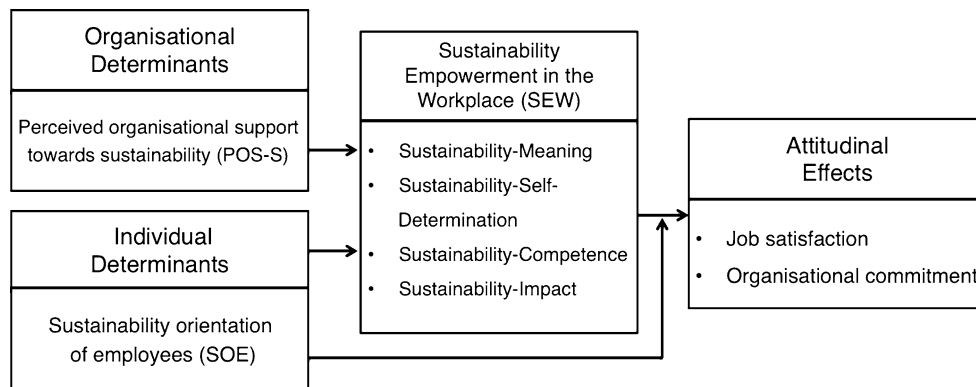 Organisational
Determinants
Perceived organisational support
towards sustainability (POS-S)
Individual
Determinants
Sustainability orientation
of employees (SOE)
Sustainability
Empowerment in the
Workplace (SEW)
• Sustainability-Meaning
• Sustainability-Self-
Determination
• Sustainability-Competence
• Sustainability-Impact
Attitudinal
Effects
• Job satisfaction
• Organisational commitment